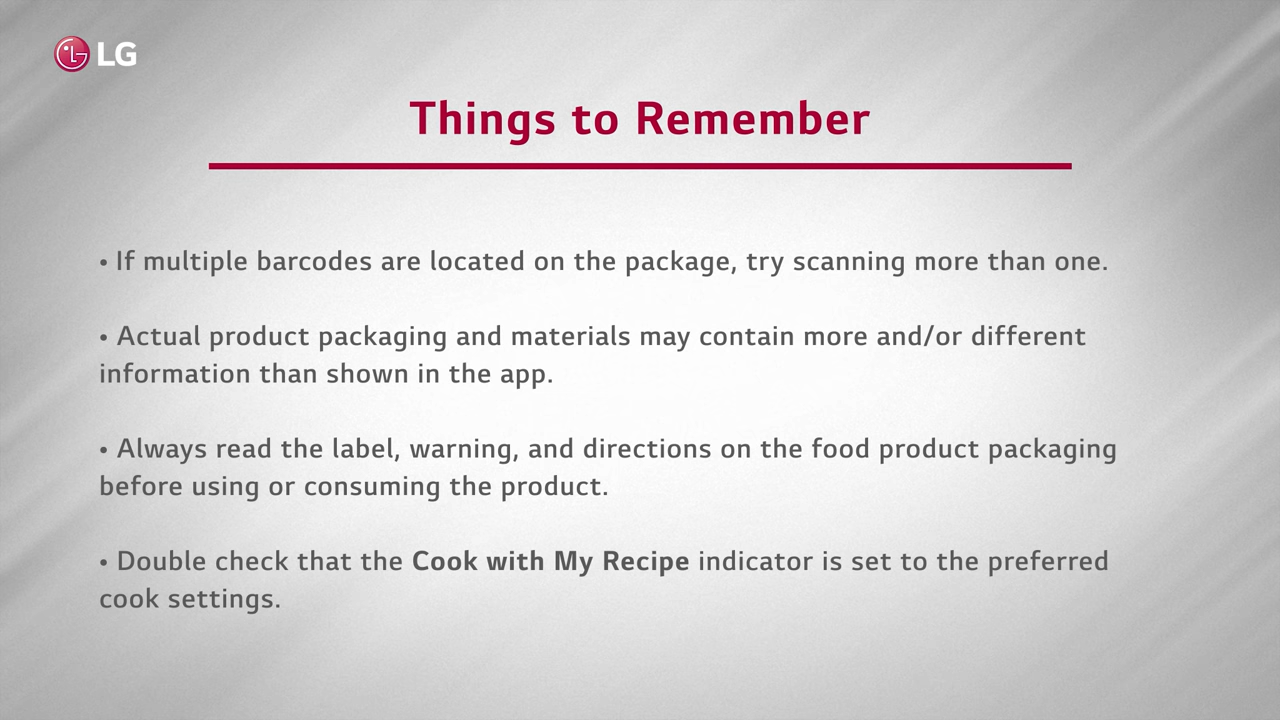 LG
Things to Remember
• If multiple barcodes are located on the package, try scanning more than one.
• Actual product packaging and materials may contain more and/or different
information than shown in the app.
• Always read the label, warning, and directions on the food product packaging
before using or consuming the product.
• Double check that the Cook with My Recipe indicator is set to the preferred
cook settings.